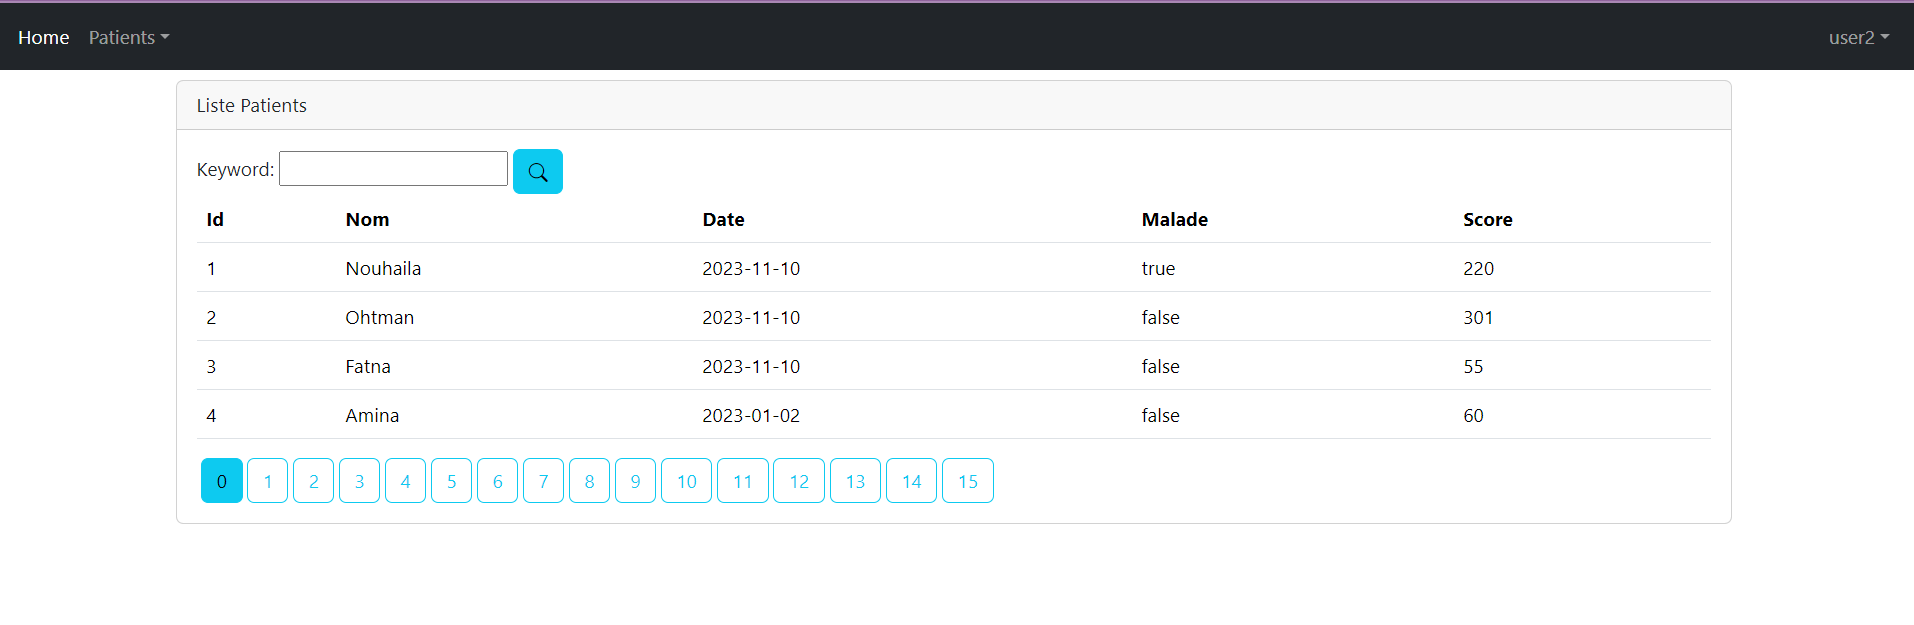 Home Patients user2
Liste Patients
Keyword:
Id Nom Date Malade Score
1 Nouhaila 2023-11-10 true 220
2 Ohtman 2023-11-10 false 301
3 Fatna 2023-11-10 false 55
4 Amina 2023-01-02 false 60
0 1 2 3 4 5 6 7 8 9 10 11 12 13 14 15